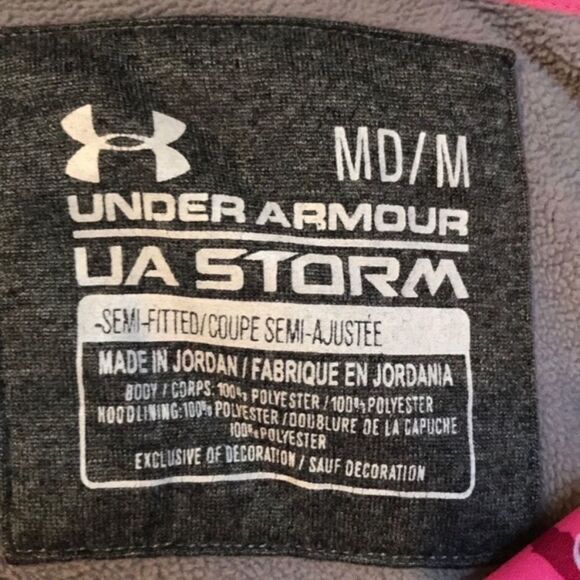 MD/M
UNDER ARMOUR
UA STORM
-SEMI-FITTED/COUPE SEMI-AJUSTÉE
MADE IN JORDAN / FABRIQUE EN JORDANIA
BODY / CORPS: 100% POLYESTER / 100% POLYESTER
HOODLINING:100% POLYESTER /DOUBLURE DE LA CAPUCHE
100% POLYESTER
EXCLUSIVE OF DECORATION / SAUF DECORATION